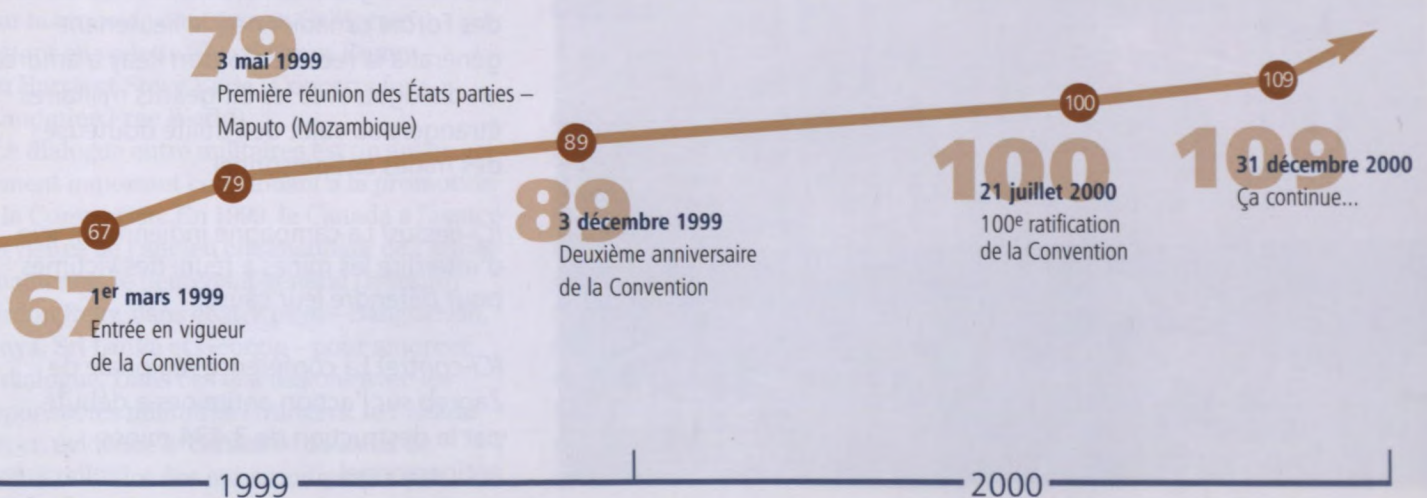 79
3 mai 1999
Première réunion des États parties –
Maputo (Mozambique)
67
79
89
100
109
67
1er mars 1999
Entrée en vigueur
de la Convention
89
3 décembre 1999
Deuxième anniversaire
de la Convention
100
21 juillet 2000
100e ratification
de la Convention
109
31 décembre 2000
Ça continue...
1999
2000